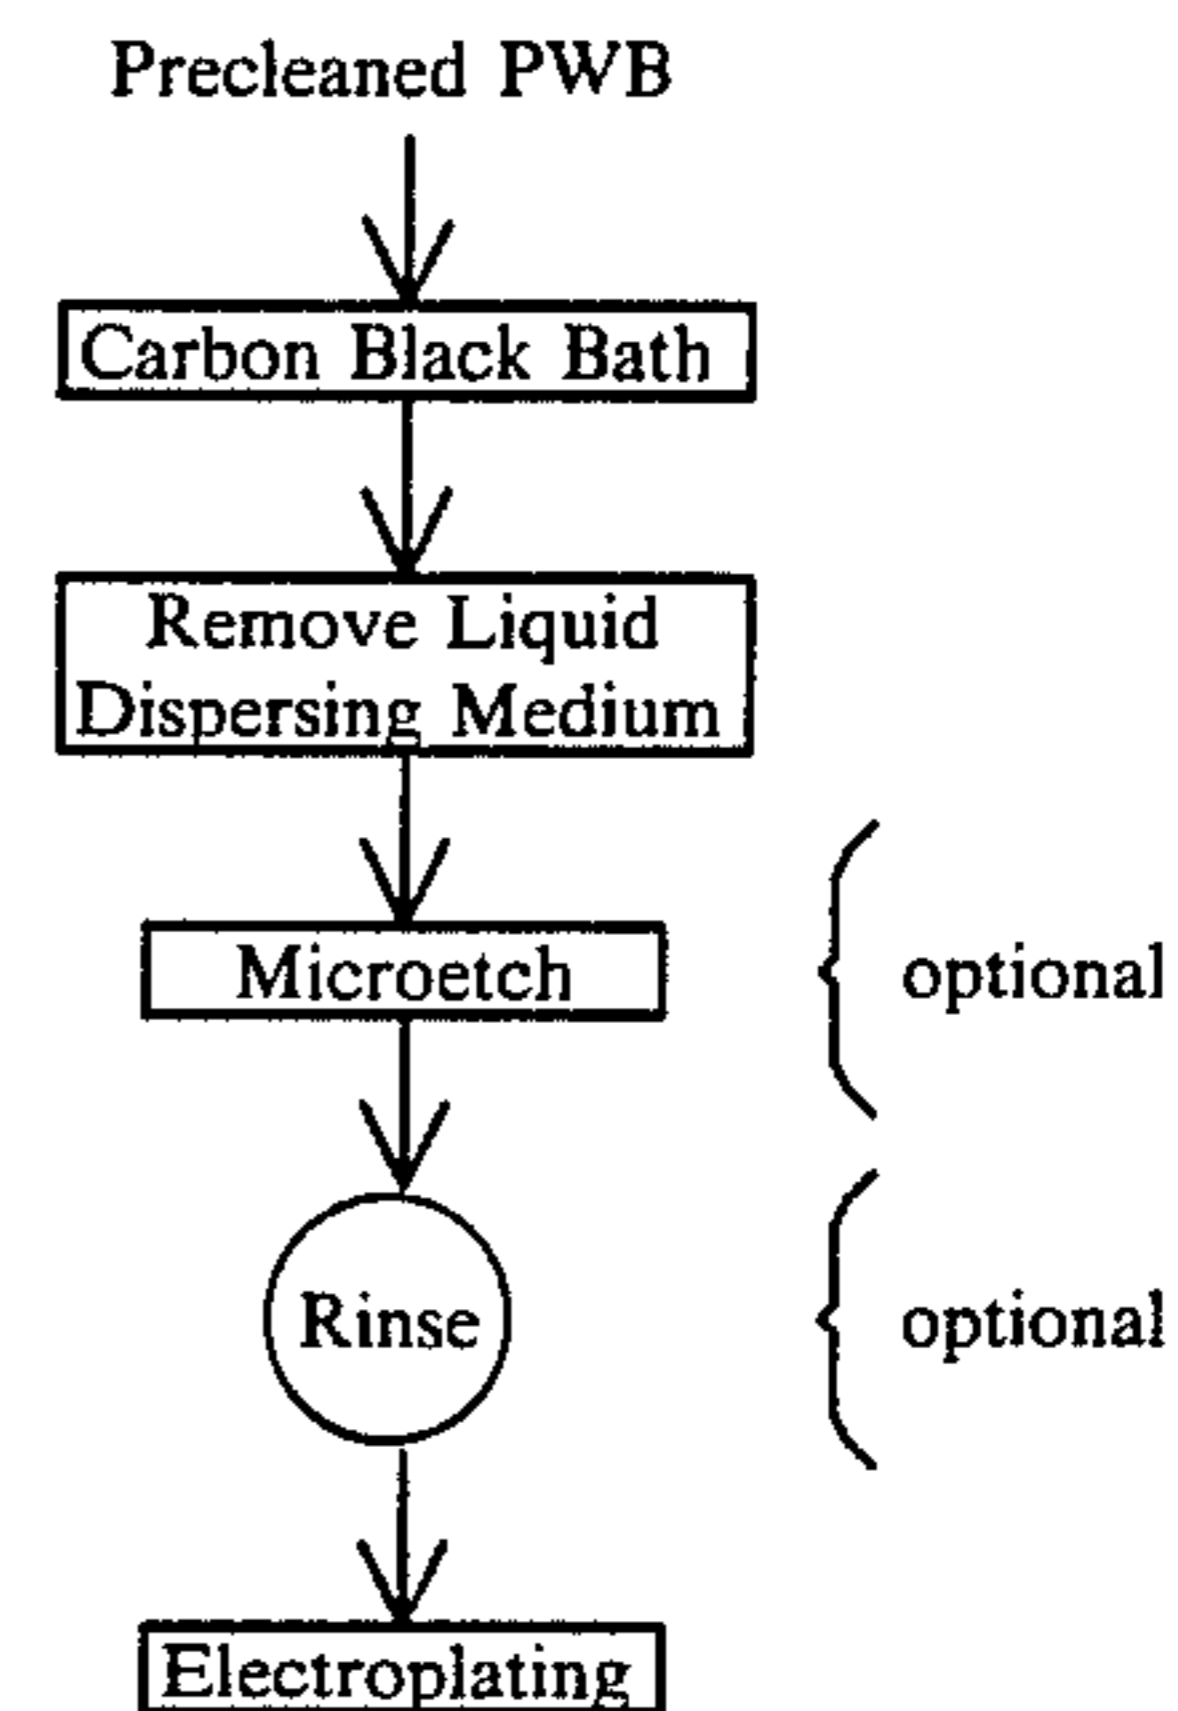 Precleaned PWB
Carbon Black Bath
Remove Liquid
Dispersing Medium
Microetch
optional
Rinse
optional
Electroplating